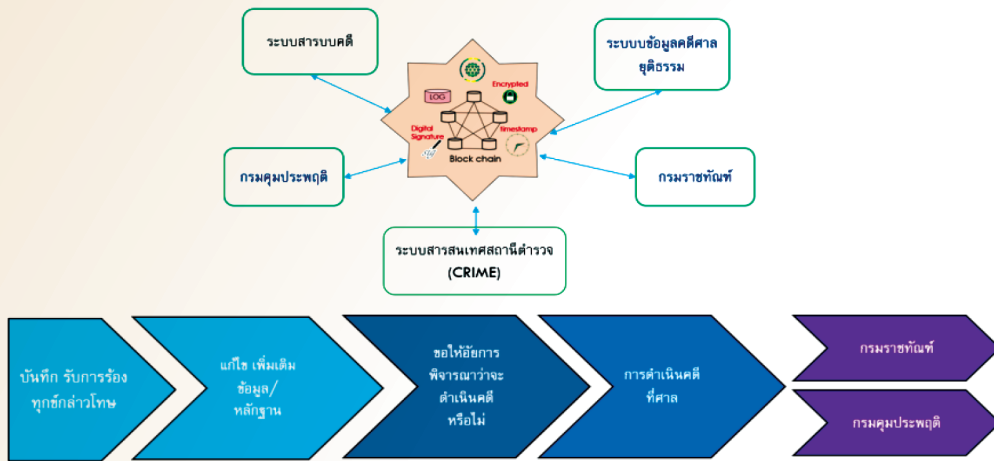 ระบบสารบบคดี
ระบบบข้อมูลคดีศาล
ยุติธรรม
Encrypted
LOG
Digital
Signature
timestamp
Block chain
กรมคุมประพฤติ
กรมราชทัณฑ์
ระบบสารสนเทศสถานีตำรวจ
(CRIME)
บันทึก รับการร้อง
ทุกข์กล่าวโทษ
แก้ไข เพิ่มเติม
ข้อมูล/
หลักฐาน
ขอให้อัยการ
พิจารณาว่าจะ
ดำเนินคดี
หรือไม่
การดำเนินคดี
ที่ศาล
กรมราชทัณฑ์
กรมคุมประพฤติ